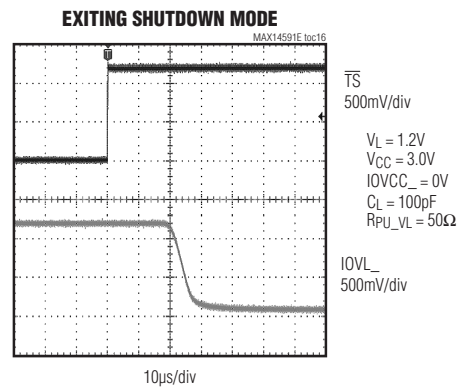 EXITING SHUTDOWN MODE
MAX14591E toc16
TS
500mV/div
VL = 1.2V
VCC = 3.0V
IOVCC_ = 0V
CL = 100pF
RPU_VL = 50Ω
IOVL_
500mV/div
10µs/div